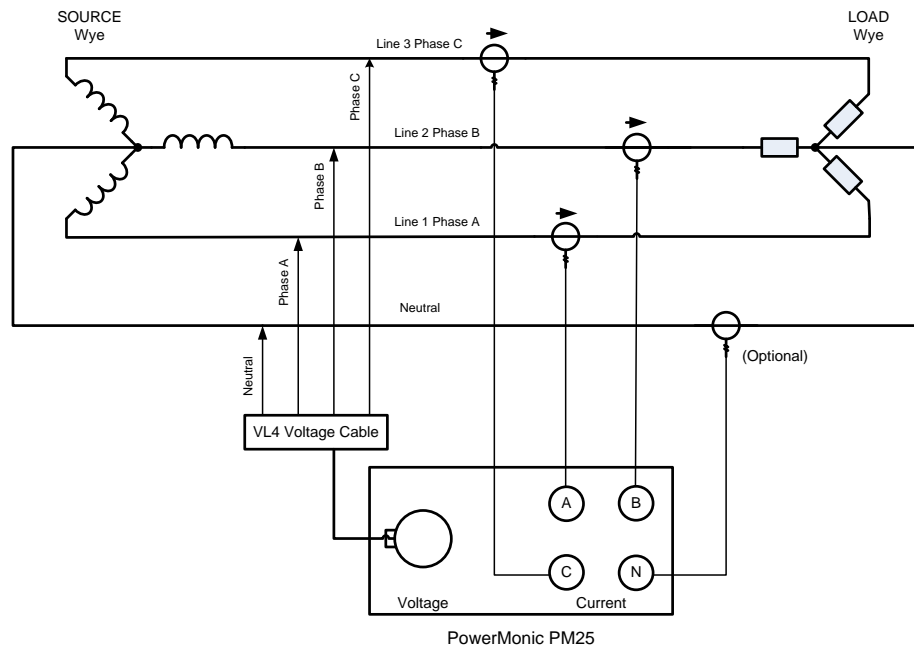 SOURCE
Wye
LOAD
Wye
Line 3 Phase C
Phase C
Line 2 Phase B
Phase B
Line 1 Phase A
Phase A
Neutral
Neutral
(Optional)
VL4 Voltage Cable
A
B
C
N
Voltage
Current
PowerMonic PM25